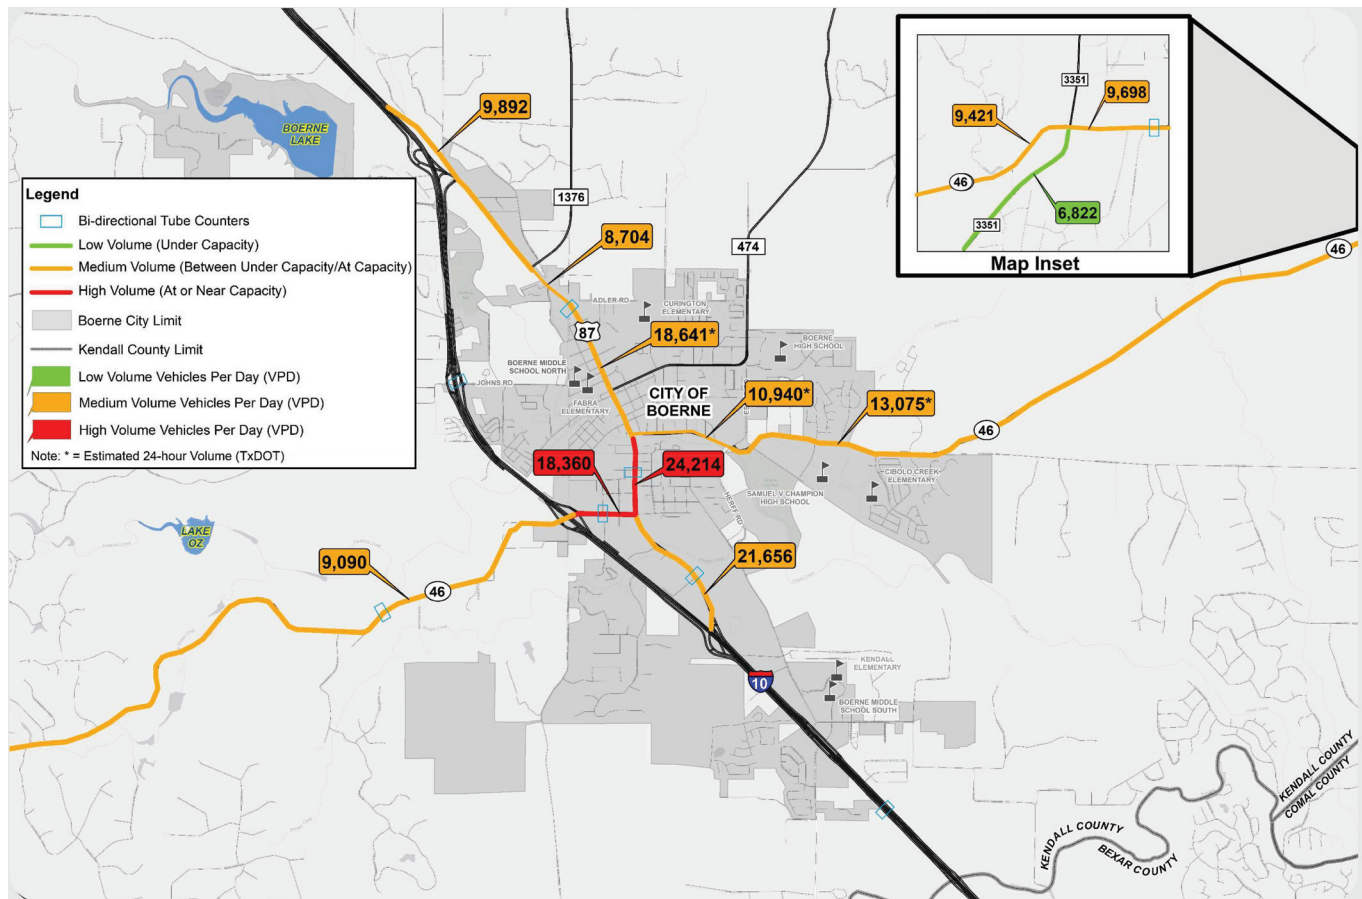 9,892
BOERNE
LAKE
1376
8,704
474
3351
9,698
9,421
46
6,822
3351
Map Inset
46
Legend
Bi-directional Tube Counters
Low Volume (Under Capacity)
Medium Volume (Between Under Capacity/At Capacity)
High Volume (At or Near Capacity)
Boerne City Limit
Kendall County Limit
Low Volume Vehicles Per Day (VPD)
Medium Volume Vehicles Per Day (VPD)
High Volume Vehicles Per Day (VPD)
Note: * = Estimated 24-hour Volume (TxDOT)
ADLER-RD
CURINGTON
ELEMENTARY
87
18,641*
BOERNE
HIGH SCHOOL
BOERNE MIDDLE
SCHOOL NORTH
JOHNS RD
FABRA
ELEMENTARY
CITY OF
BOERNE
10,940*
13,075*
46
18,360
24,214
CIBOLO CREEK
ELEMENTARY
SAMUEL V CHAMPION
HIGH SCHOOL
HERFF-RD
LAKE
OZ
9,090
46
21,656
KENDALL
ELEMENTARY
10
BOERNE MIDDLE
SCHOOL SOUTH
KENDALL COUNTY
COMAL COUNTY
KENDALL COUNTY
BEXAR COUNTY